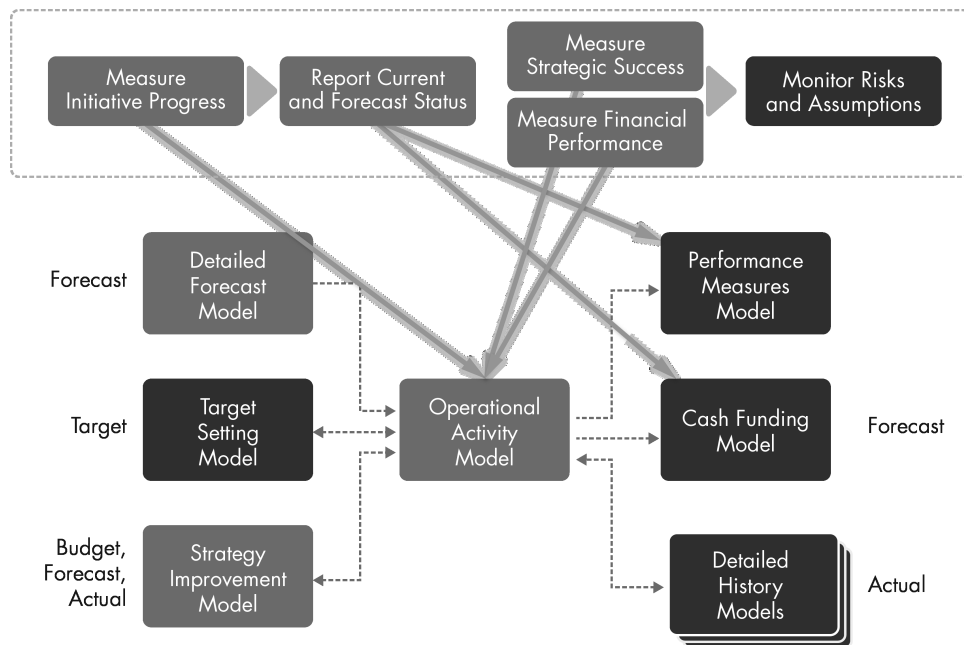 Measure
Initiative Progress
Report Current
and Forecast Status
Measure
Strategic Success
Measure Financial
Performance
Monitor Risks
and Assumptions
Forecast
Detailed
Forecast
Model
Performance
Measures
Model
Target
Target
Setting
Model
Operational
Activity
Model
Cash Funding
Model
Forecast
Budget,
Forecast,
Actual
Strategy
Improvement
Model
Detailed
History
Models
Actual